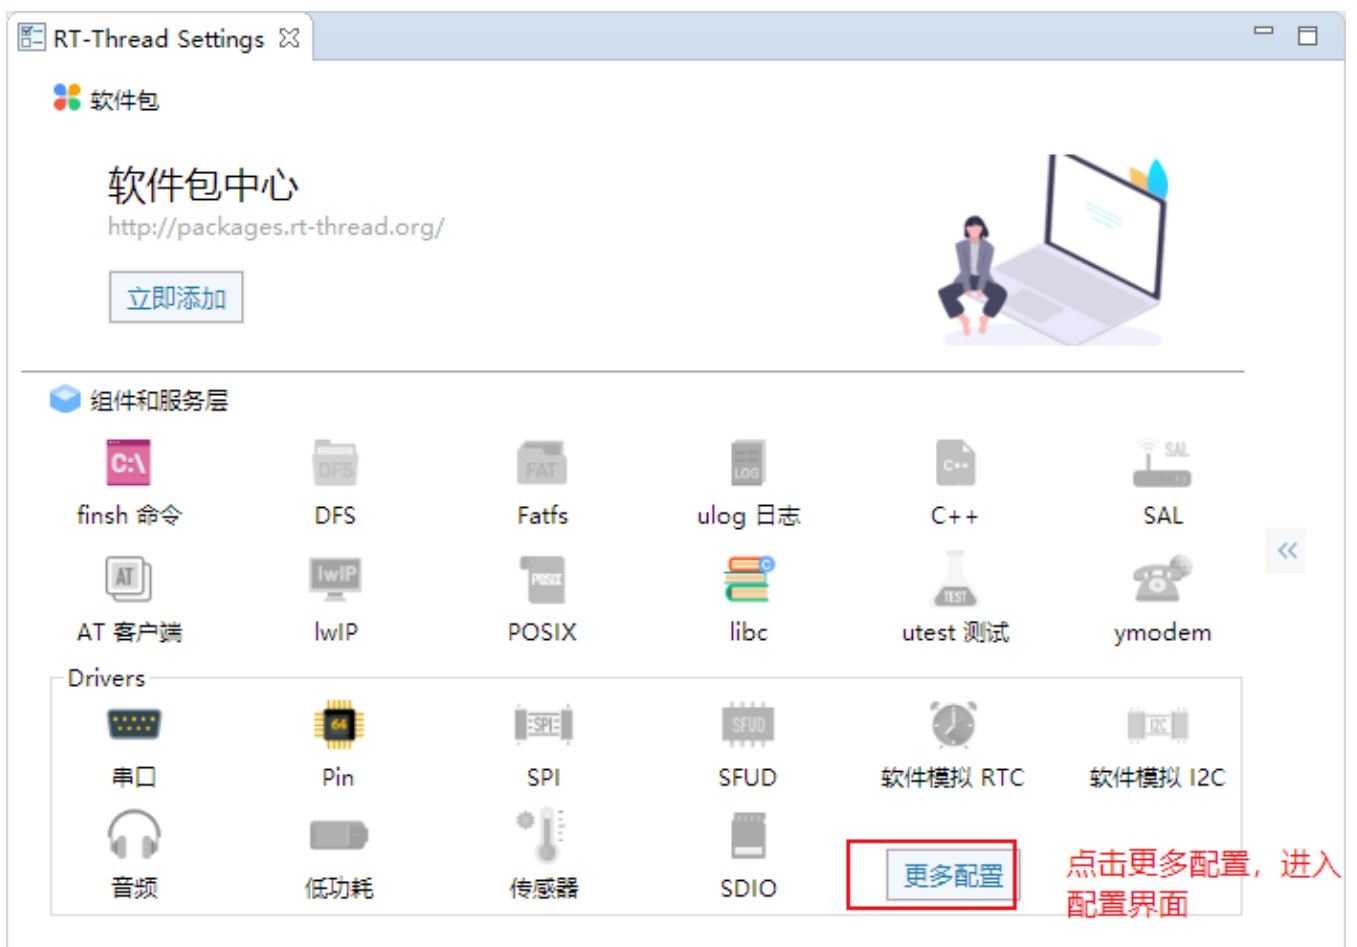 RT-Thread Settings
软件包
软件包中心
http://packages.rt-thread.org/
立即添加
组件和服务层
C:\ DFS FAT LOG C++ SAL
finsh 命令 DFS Fatfs ulog 日志 C++ SAL
AT lwIP POSIX C TEST
AT 客户端 lwIP POSIX libc utest 测试 ymodem
Drivers
64 SPI SFUD I2C
串口 Pin SPI SFUD 软件模拟 RTC 软件模拟 I2C
音频 低功耗 传感器 SDIO 更多配置
点击更多配置，进入
配置界面